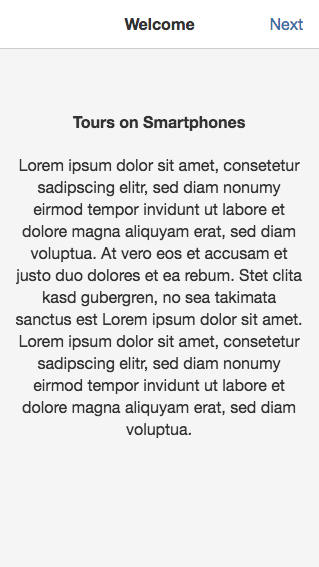 Welcome Next
Tours on Smartphones
Lorem ipsum dolor sit amet, consetetur
sadipscing elitr, sed diam nonumy
eirmod tempor invidunt ut labore et
dolore magna aliquyam erat, sed diam
voluptua. At vero eos et accusam et
justo duo dolores et ea rebum. Stet clita
kasd gubergren, no sea takimata
sanctus est Lorem ipsum dolor sit amet.
Lorem ipsum dolor sit amet, consetetur
sadipscing elitr, sed diam nonumy
eirmod tempor invidunt ut labore et
dolore magna aliquyam erat, sed diam
voluptua.